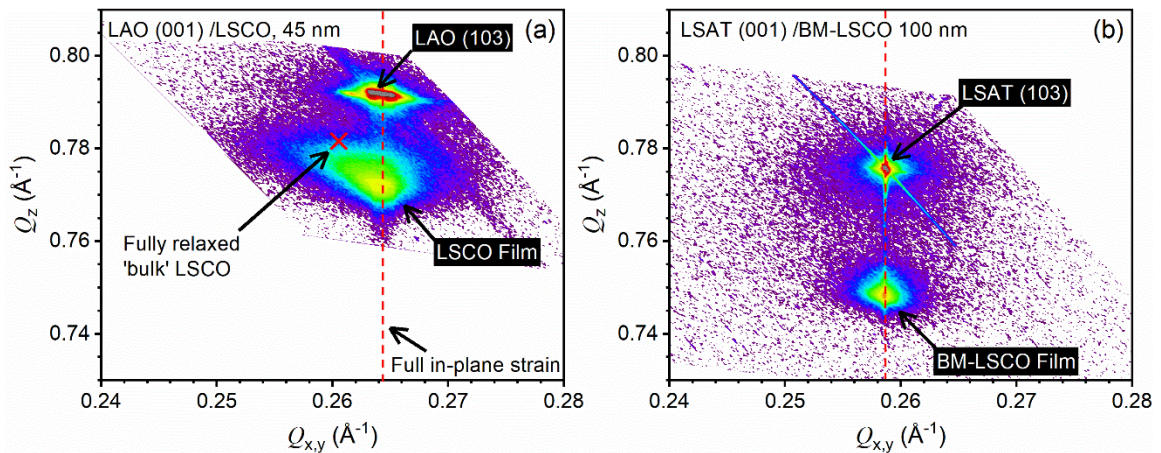 LAO (001) /LSCO, 45 nm
(a)
LAO (103)
Fully relaxed
'bulk' LSCO
LSCO Film
Full in-plane strain
0.80
0.78
0.76
0.74
Qz (Å-1)
0.24
0.25
0.26
0.27
0.28
Qx,y (Å-1)
LSAT (001) /BM-LSCO 100 nm
(b)
LSAT (103)
BM-LSCO Film
0.80
0.78
0.76
0.74
Qz (Å-1)
0.24
0.25
0.26
0.27
0.28
Qx,y (Å-1)